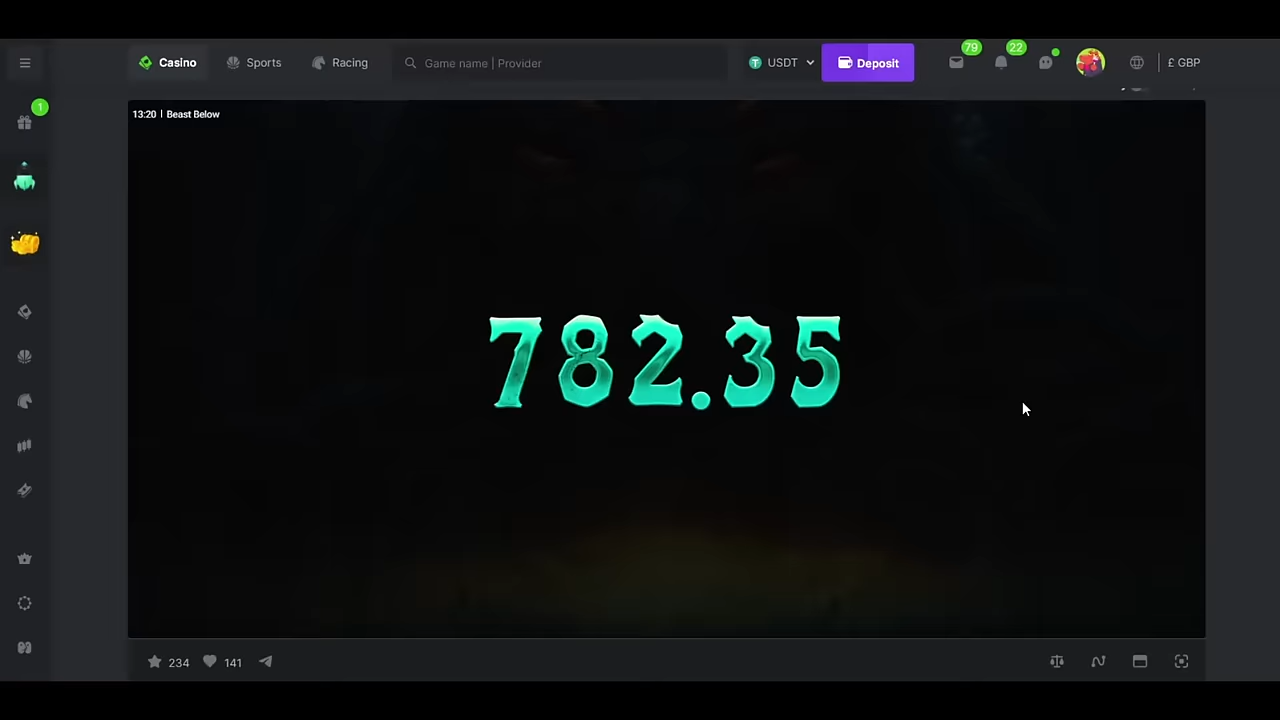 Casino Sports Racing Game name | Provider USDT Deposit 79 22 £ GBP
1
13:20 | Beast Below
782.35
234 141